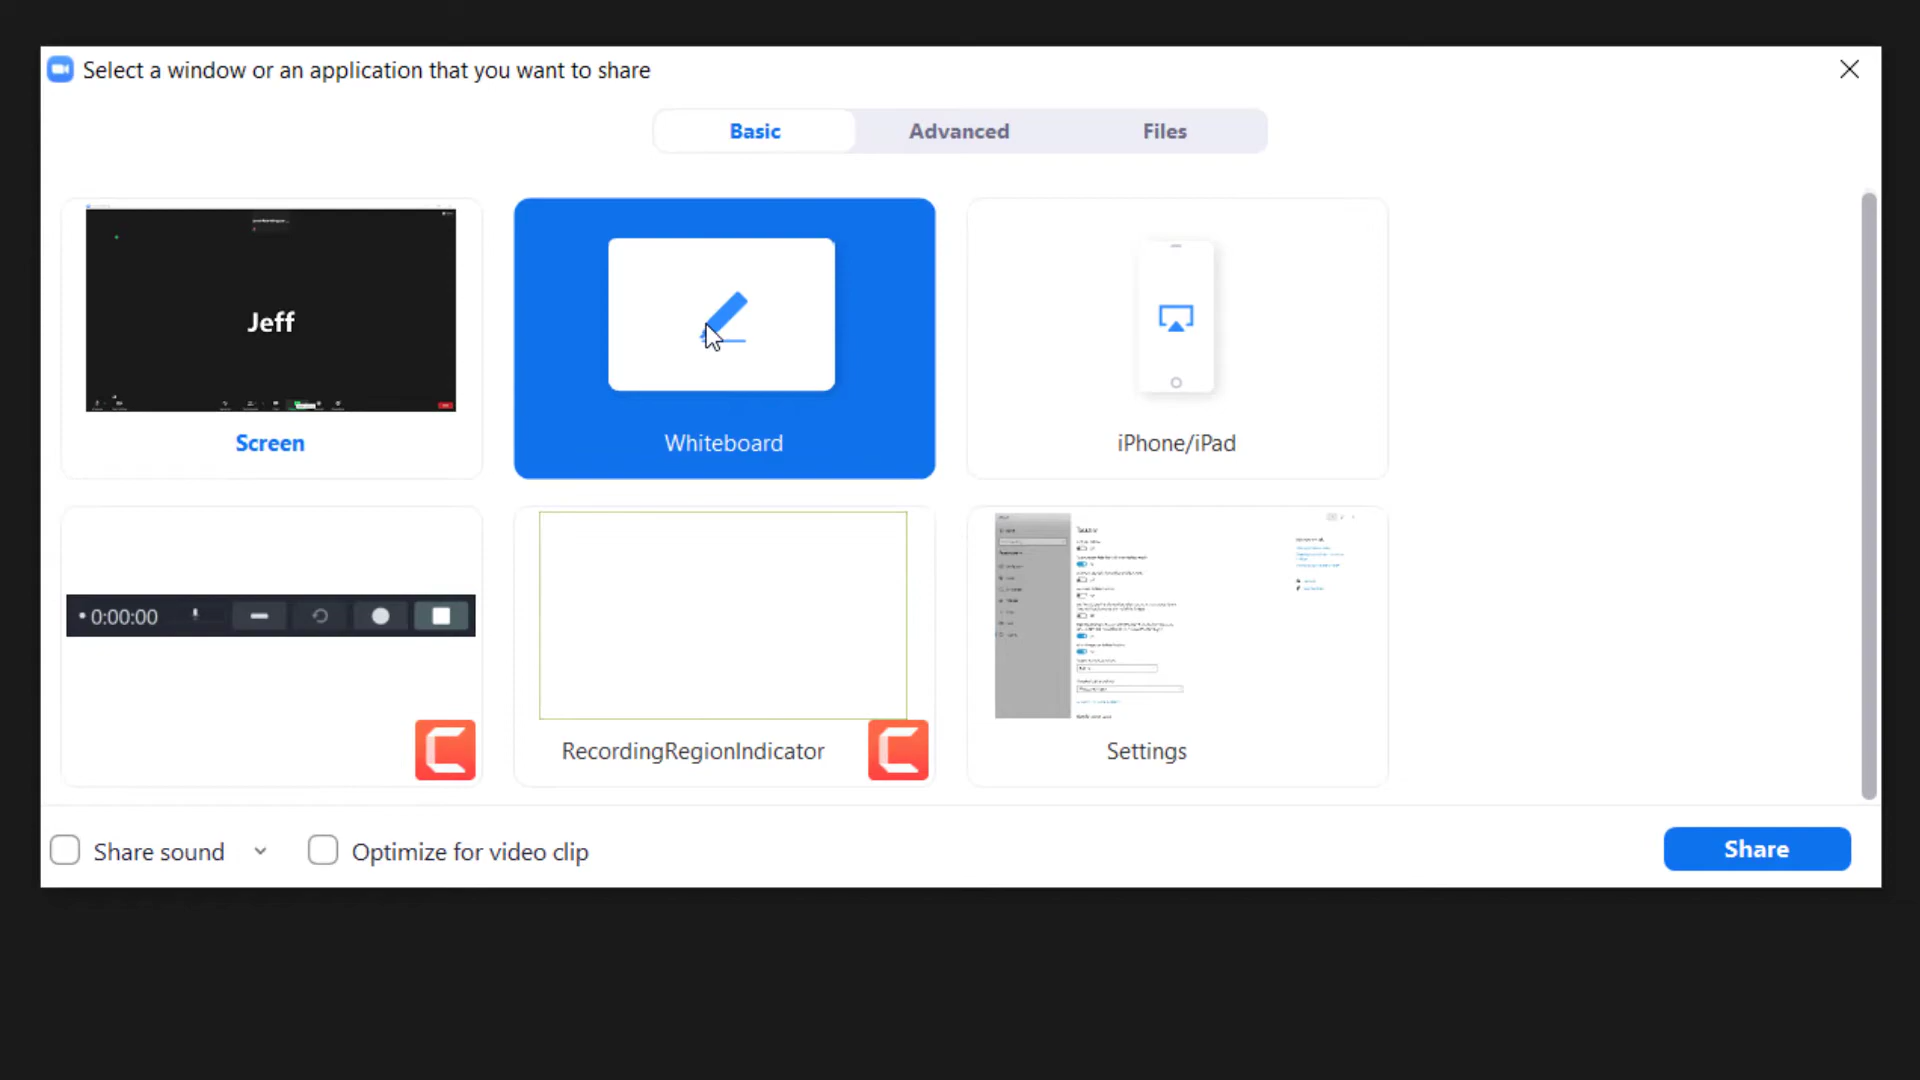 Select a window or an application that you want to share
Basic
Advanced
Files
Jeff
Screen
Whiteboard
iPhone/iPad
0:00:00
RecordingRegionIndicator
Settings
Share sound
Optimize for video clip
Share